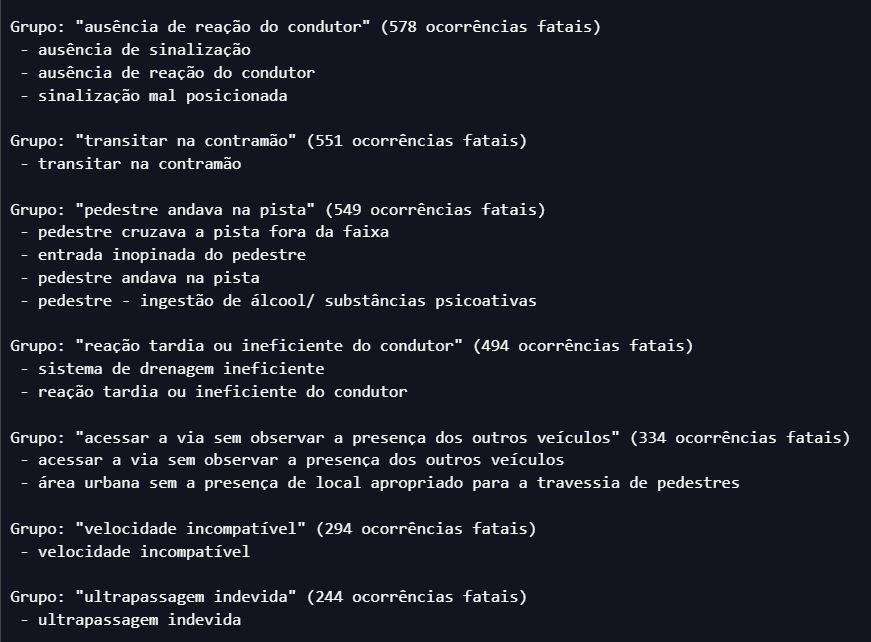 Grupo: "ausência de reação do condutor" (578 ocorrências fatais)
- ausência de sinalização
- ausência de reação do condutor
- sinalização mal posicionada
Grupo: "transitar na contramão" (551 ocorrências fatais)
- transitar na contramão
Grupo: "pedestre andava na pista" (549 ocorrências fatais)
- pedestre cruzava a pista fora da faixa
- entrada inopinada do pedestre
- pedestre andava na pista
- pedestre - ingestão de álcool/ substâncias psicoativas
Grupo: "reação tardia ou ineficiente do condutor" (494 ocorrências fatais)
- sistema de drenagem ineficiente
- reação tardia ou ineficiente do condutor
Grupo: "acessar a via sem observar a presença dos outros veículos" (334 ocorrências fatais)
- acessar a via sem observar a presença dos outros veículos
- área urbana sem a presença de local apropriado para a travessia de pedestres
Grupo: "velocidade incompatível" (294 ocorrências fatais)
- velocidade incompatível
Grupo: "ultrapassagem indevida" (244 ocorrências fatais)
- ultrapassagem indevida